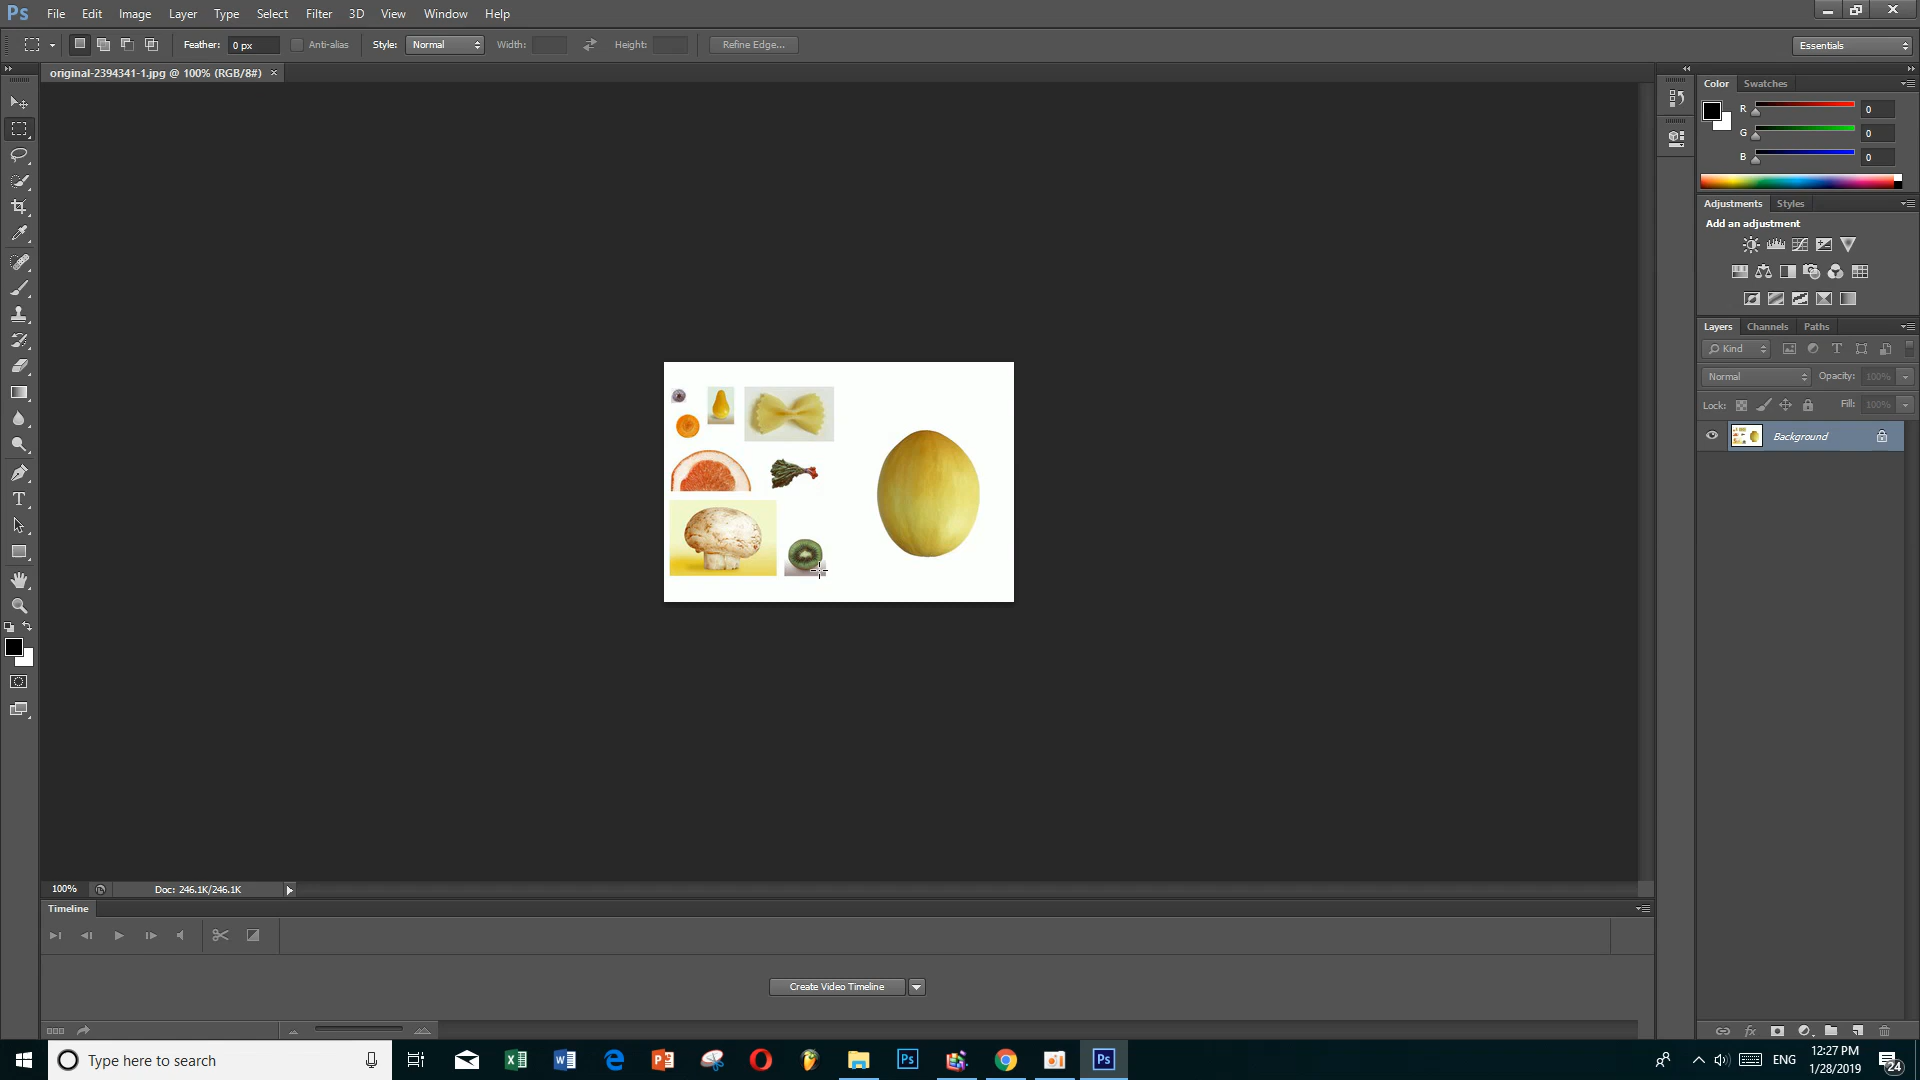 Ps File Edit Image Layer Type Select Filter 3D View Window Help
Feather: 0 px Anti-alias Style: Normal Width: Height: Refine Edge... Essentials
original-2394341-1.jpg @ 100% (RGB/8#) ×
Color Swatches
R 0
G 0
B 0
Adjustments Styles
Add an adjustment
Layers Channels Paths
Kind
Normal Opacity: 100%
Lock: Fill: 100%
Background
100% Doc: 246.1K/246.1K
Timeline
Create Video Timeline
Type here to search
ENG
12:27 PM
1/28/2019
24